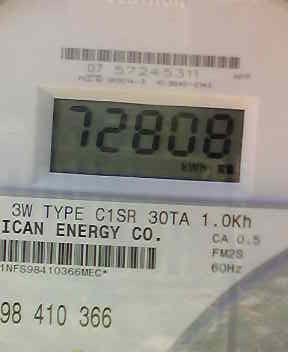 07 57245311
72808
KWH
3W TYPE C1SR 30TA 1.0Kh
ICAN ENERGY CO.
CA 0.5
FM2S
60Hz
1NFS98410366MEC*
98 410 366